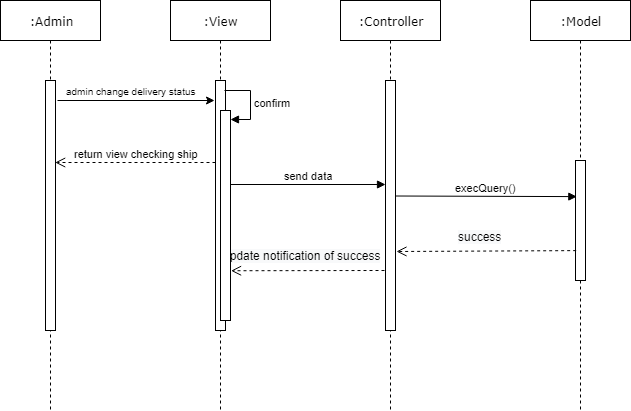 :Admin
:View
:Controller
:Model
admin change delivery status
confirm
return view checking ship
send data
execQuery()
success
pdate notification of success